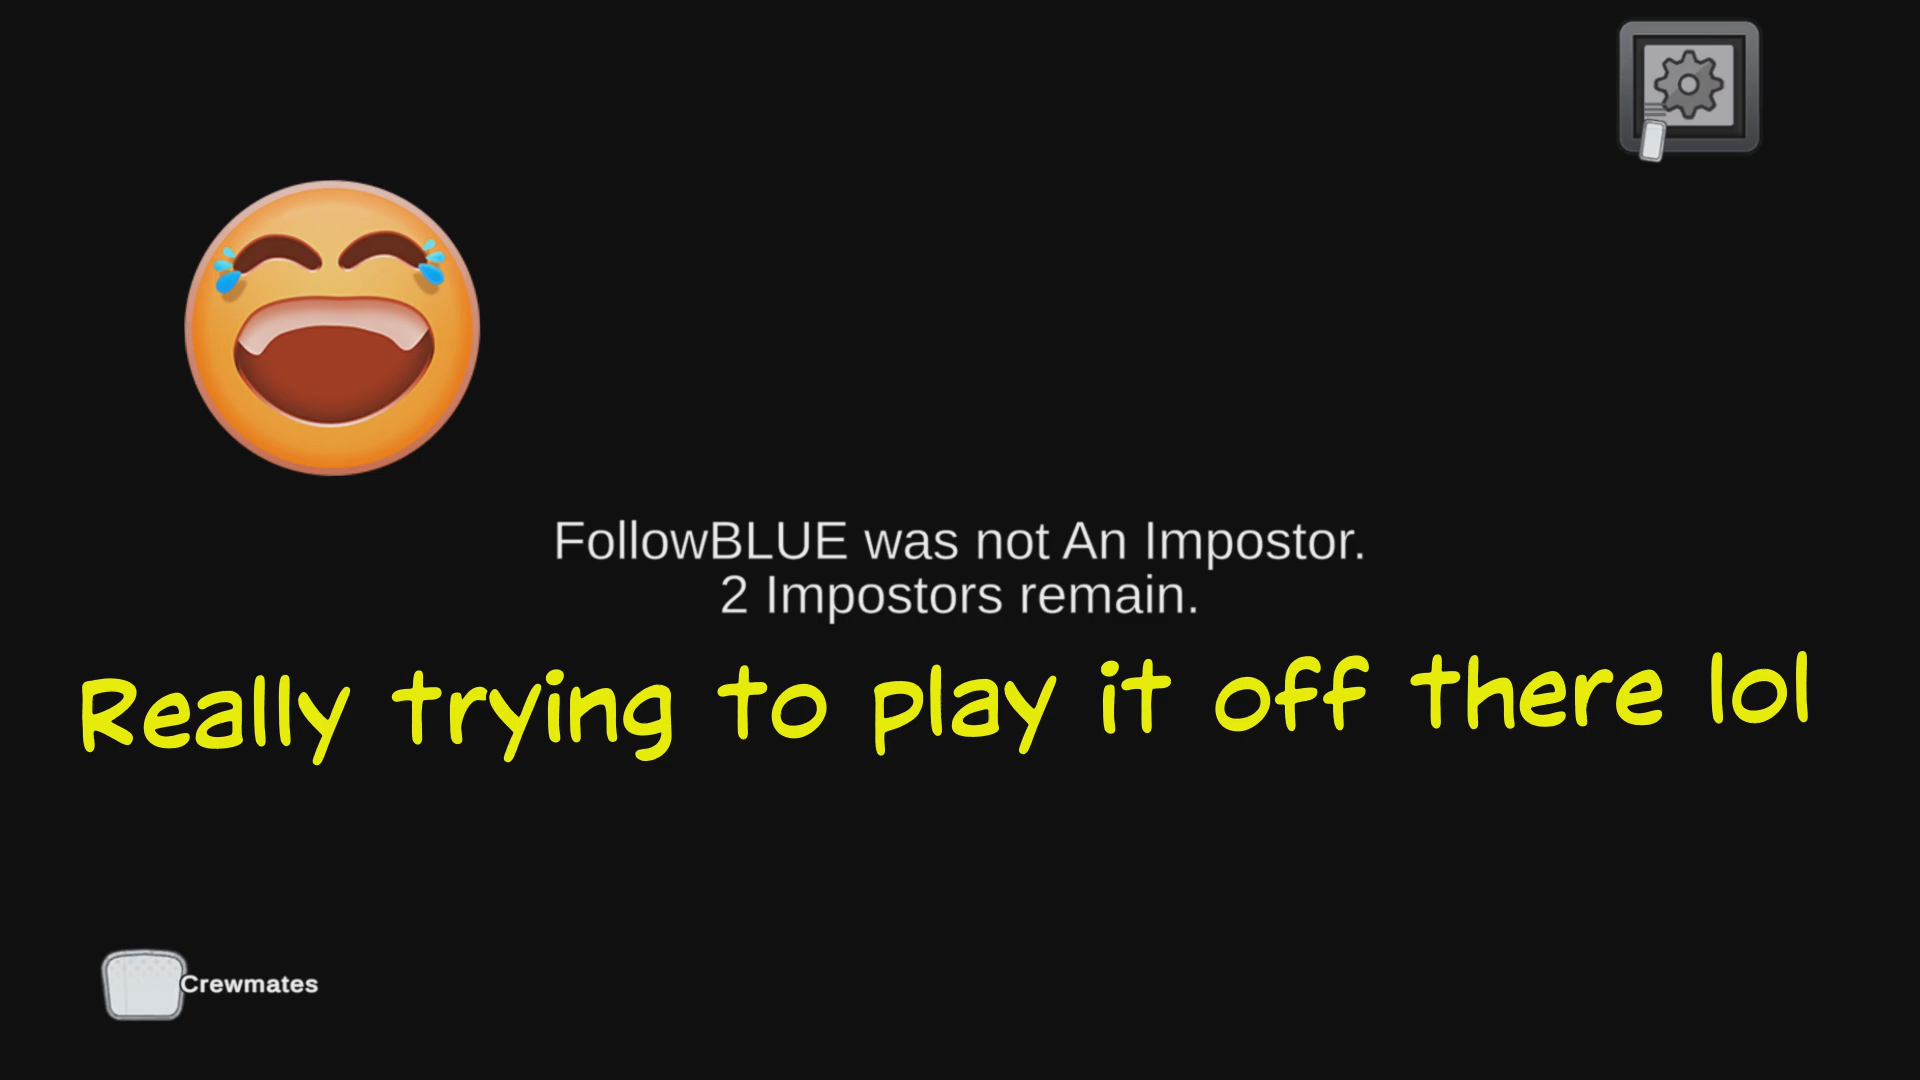 FollowBLUE was not An Impostor.
2 Impostors remain.
Really trying to play it off there lol
Crewmates